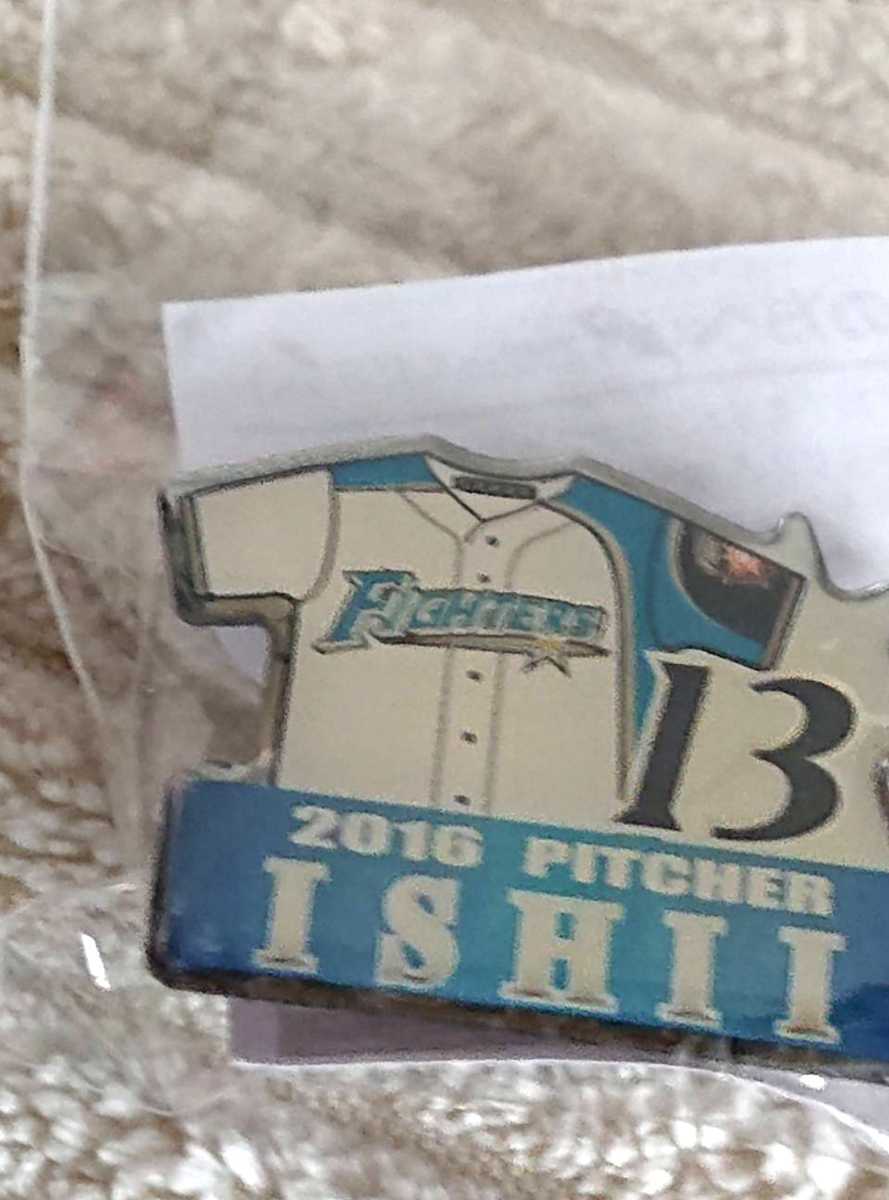 FIGHTERS
13
2016 PITCHER
ISHII